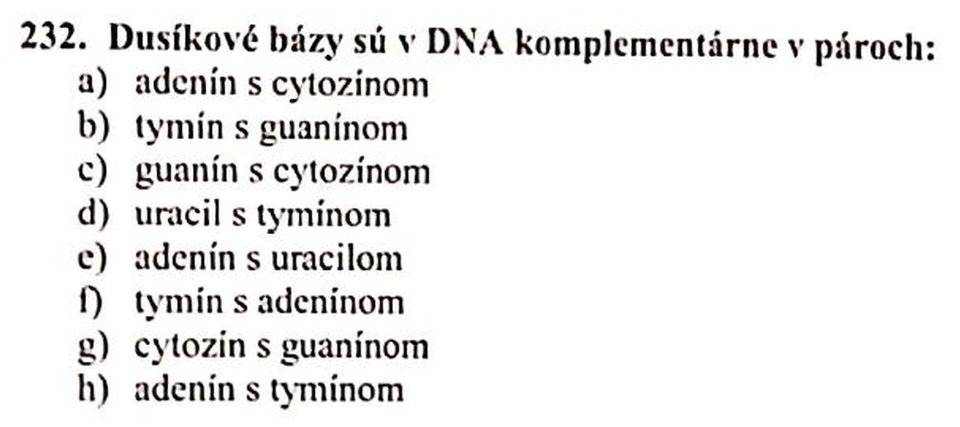 232. Dusíkové bázy sú v DNA komplementárne v pároch:
a) adenín s cytozínom
b) tymín s guanínom
c) guanín s cytozínom
d) uracil s tymínom
e) adenín s uracilom
f) tymín s adenínom
g) cytozín s guanínom
h) adenín s tymínom